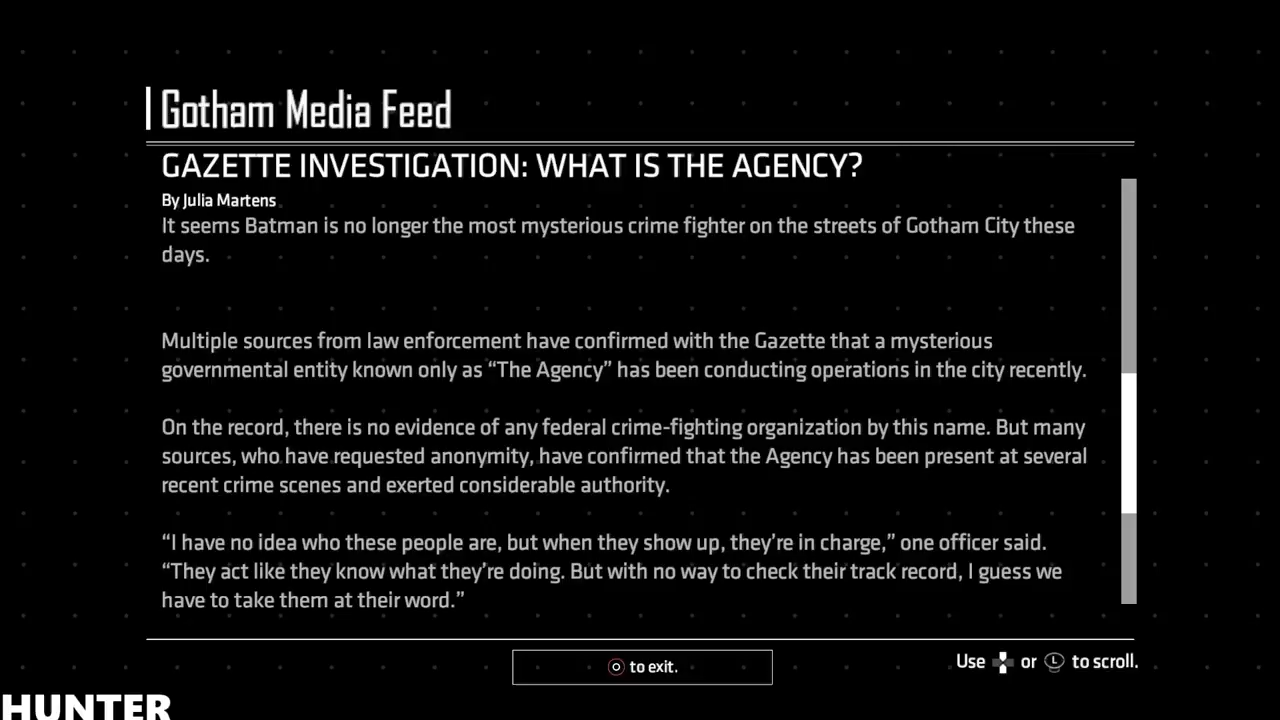 Gotham Media Feed
GAZETTE INVESTIGATION: WHAT IS THE AGENCY?
By Julia Martens
It seems Batman is no longer the most mysterious crime fighter on the streets of Gotham City these
days.
Multiple sources from law enforcement have confirmed with the Gazette that a mysterious
governmental entity known only as “The Agency” has been conducting operations in the city recently.
On the record, there is no evidence of any federal crime-fighting organization by this name. But many
sources, who have requested anonymity, have confirmed that the Agency has been present at several
recent crime scenes and exerted considerable authority.
“I have no idea who these people are, but when they show up, they’re in charge,” one officer said.
“They act like they know what they’re doing. But with no way to check their track record, I guess we
have to take them at their word.”
to exit.
Use or L to scroll.
HUNTER